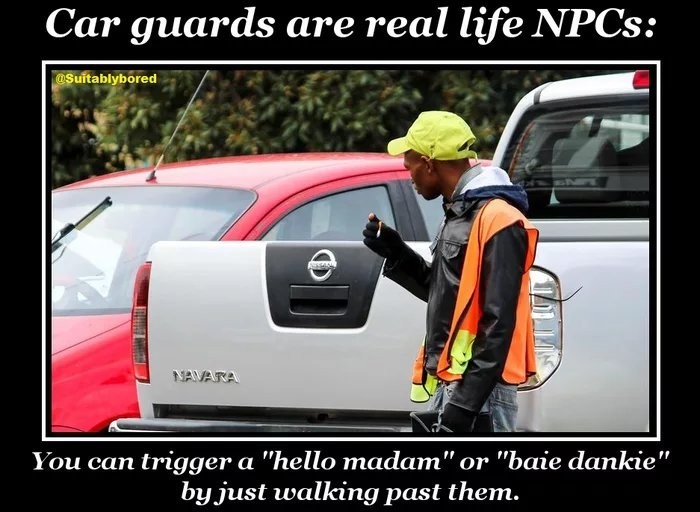 Car guards are real life NPCs:
@Suitablybored
NISSAN
NAVARA
You can trigger a "hello madam" or "baie dankie"
by just walking past them.